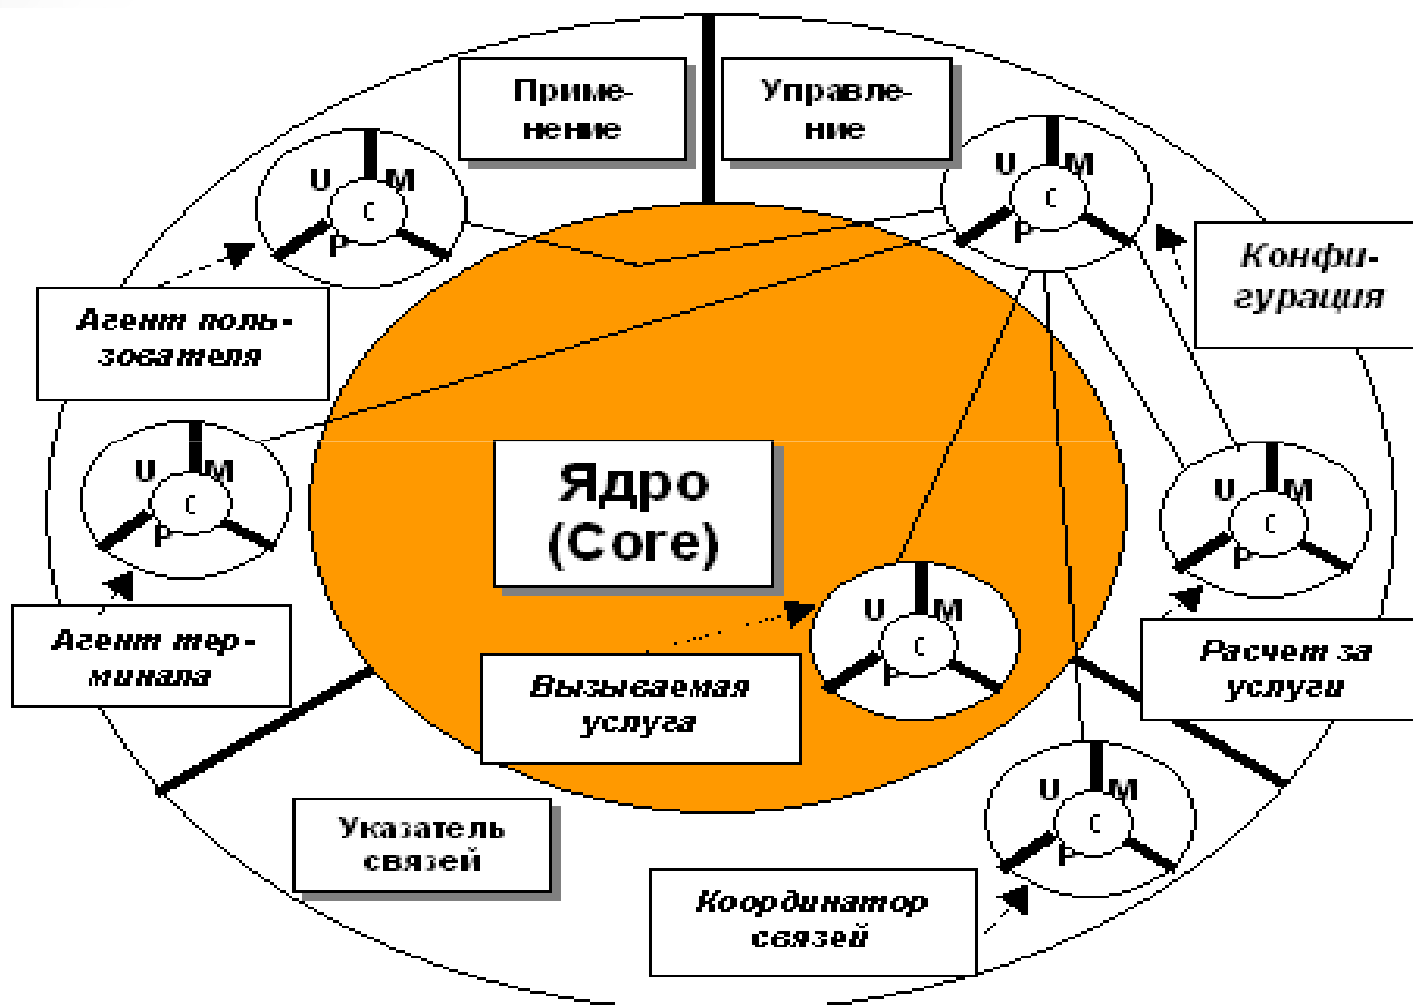 Приме-
нение
Управле-
ние
U M
C
P
U M
C
P
Конфи-
гурация
Агент поль-
зователя
U M
C
P
Ядро
(Core)
U M
C
P
U M
C
P
Агент тер-
минала
Вызываемая
услуга
Расчет за
услуги
U M
C
P
Указатель
связей
Координатор
связей